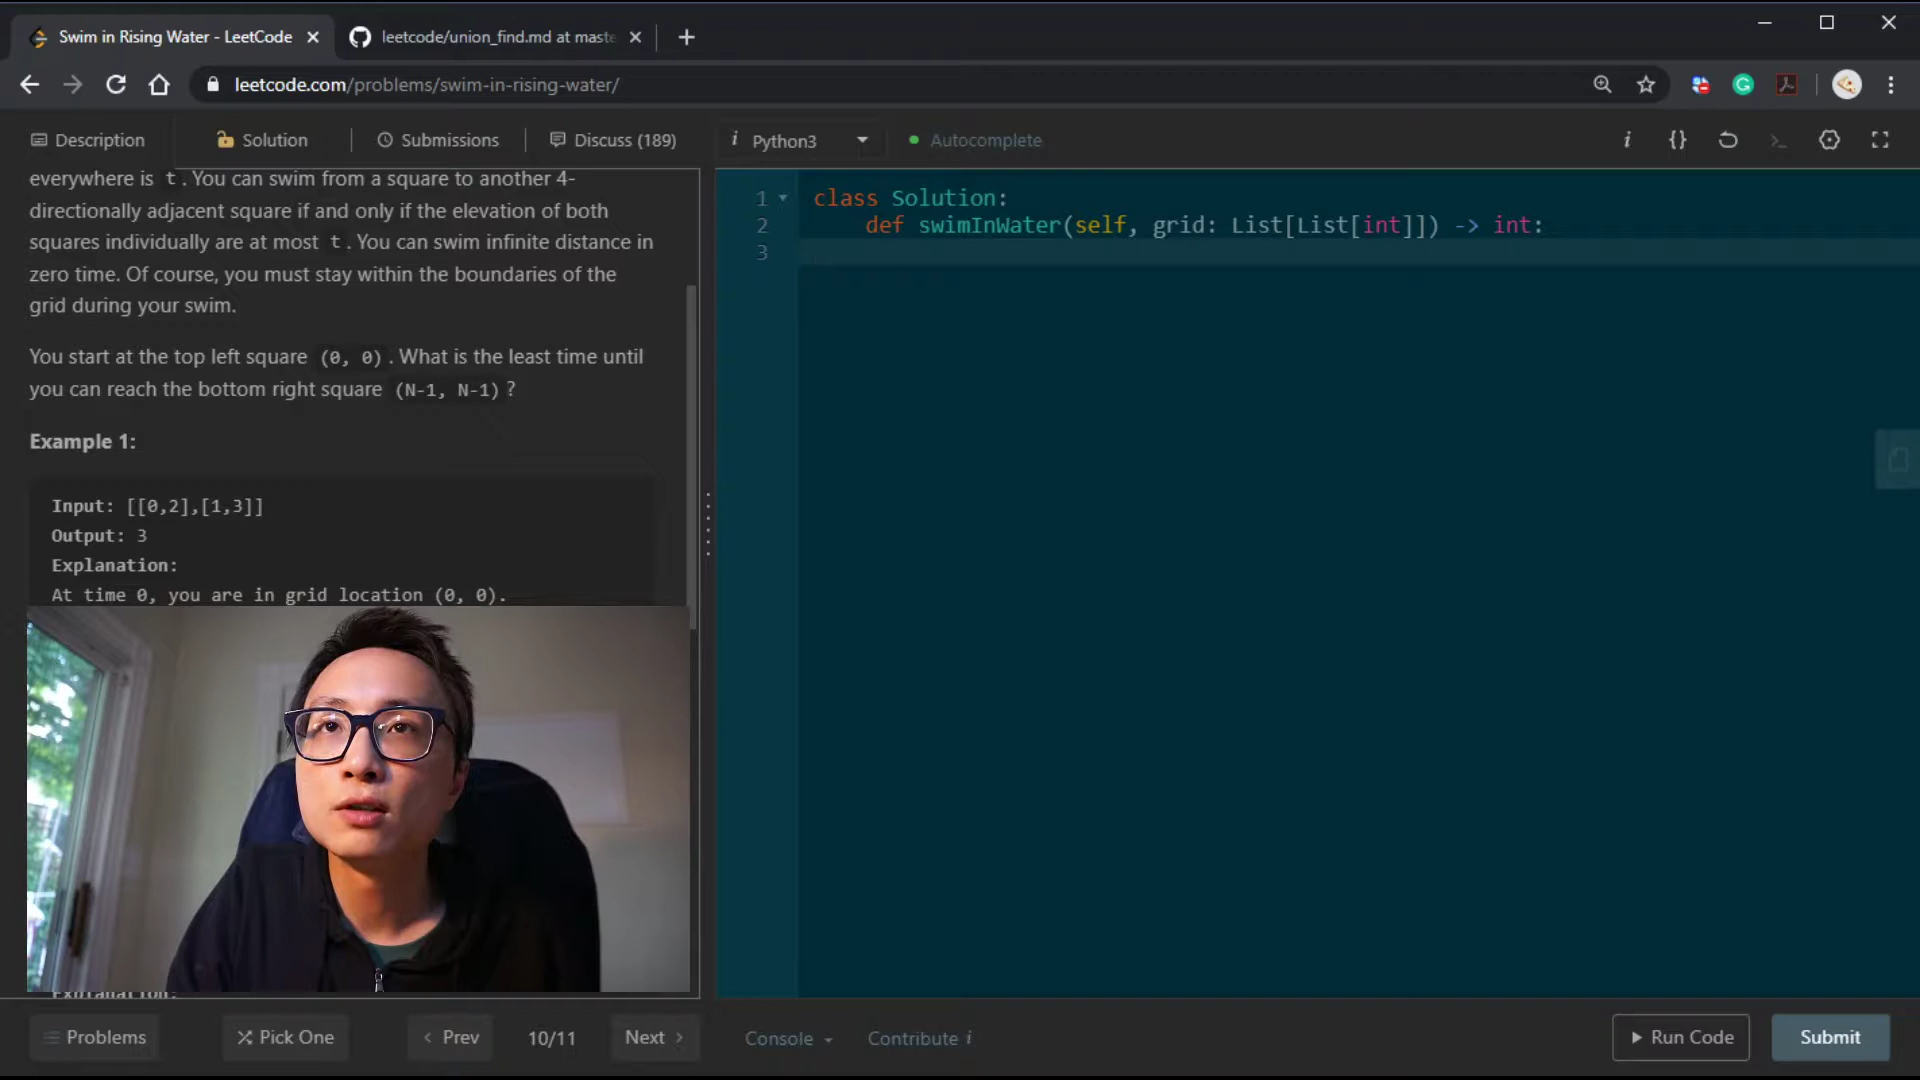 Swim in Rising Water - LeetCode
leetcode/union_find.md at maste
leetcode.com/problems/swim-in-rising-water/
Description
Solution
Submissions
Discuss (189)
i Python3
Autocomplete
i {}
everywhere is t. You can swim from a square to another 4-
directionally adjacent square if and only if the elevation of both
squares individually are at most t. You can swim infinite distance in
zero time. Of course, you must stay within the boundaries of the
grid during your swim.
You start at the top left square (0, 0). What is the least time until
you can reach the bottom right square (N-1, N-1)?
Example 1:
Input: [[0,2],[1,3]]
Output: 3
Explanation:
At time 0, you are in grid location (0, 0).
Explanation:
1 class Solution:
2 def swimInWater(self, grid: List[List[int]]) -> int:
3
Problems
Pick One
< Prev
10/11
Next >
Console
Contribute i
Run Code
Submit